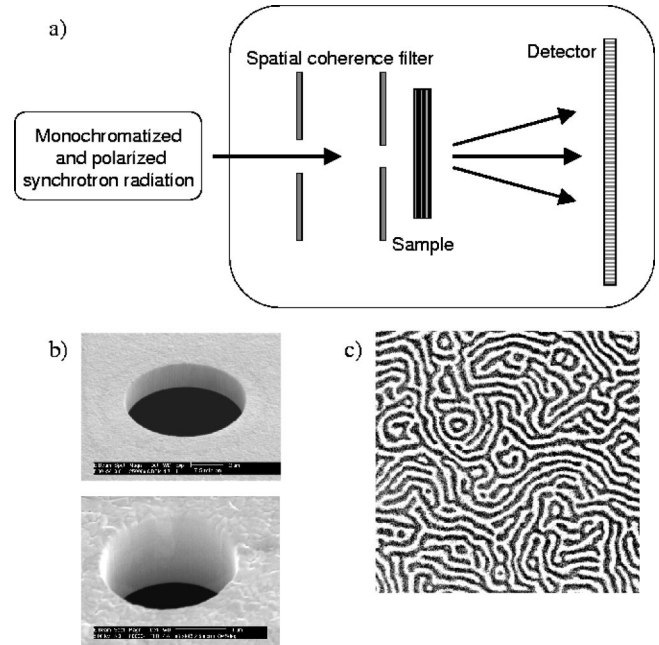 a)
Spatial coherence filter
Detector
Monochromatized
and polarized
synchrotron radiation
Sample
b)
c)